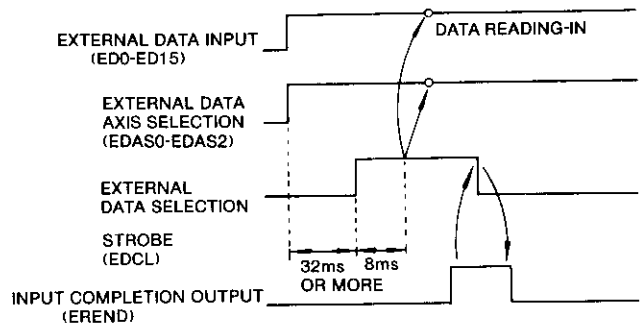 EXTERNAL DATA INPUT
(ED0-ED15)
DATA READING-IN
EXTERNAL DATA
AXIS SELECTION
(EDAS0-EDAS2)
EXTERNAL
DATA SELECTION
STROBE
(EDCL)
32ms
OR MORE
8ms
INPUT COMPLETION OUTPUT
(EREND)